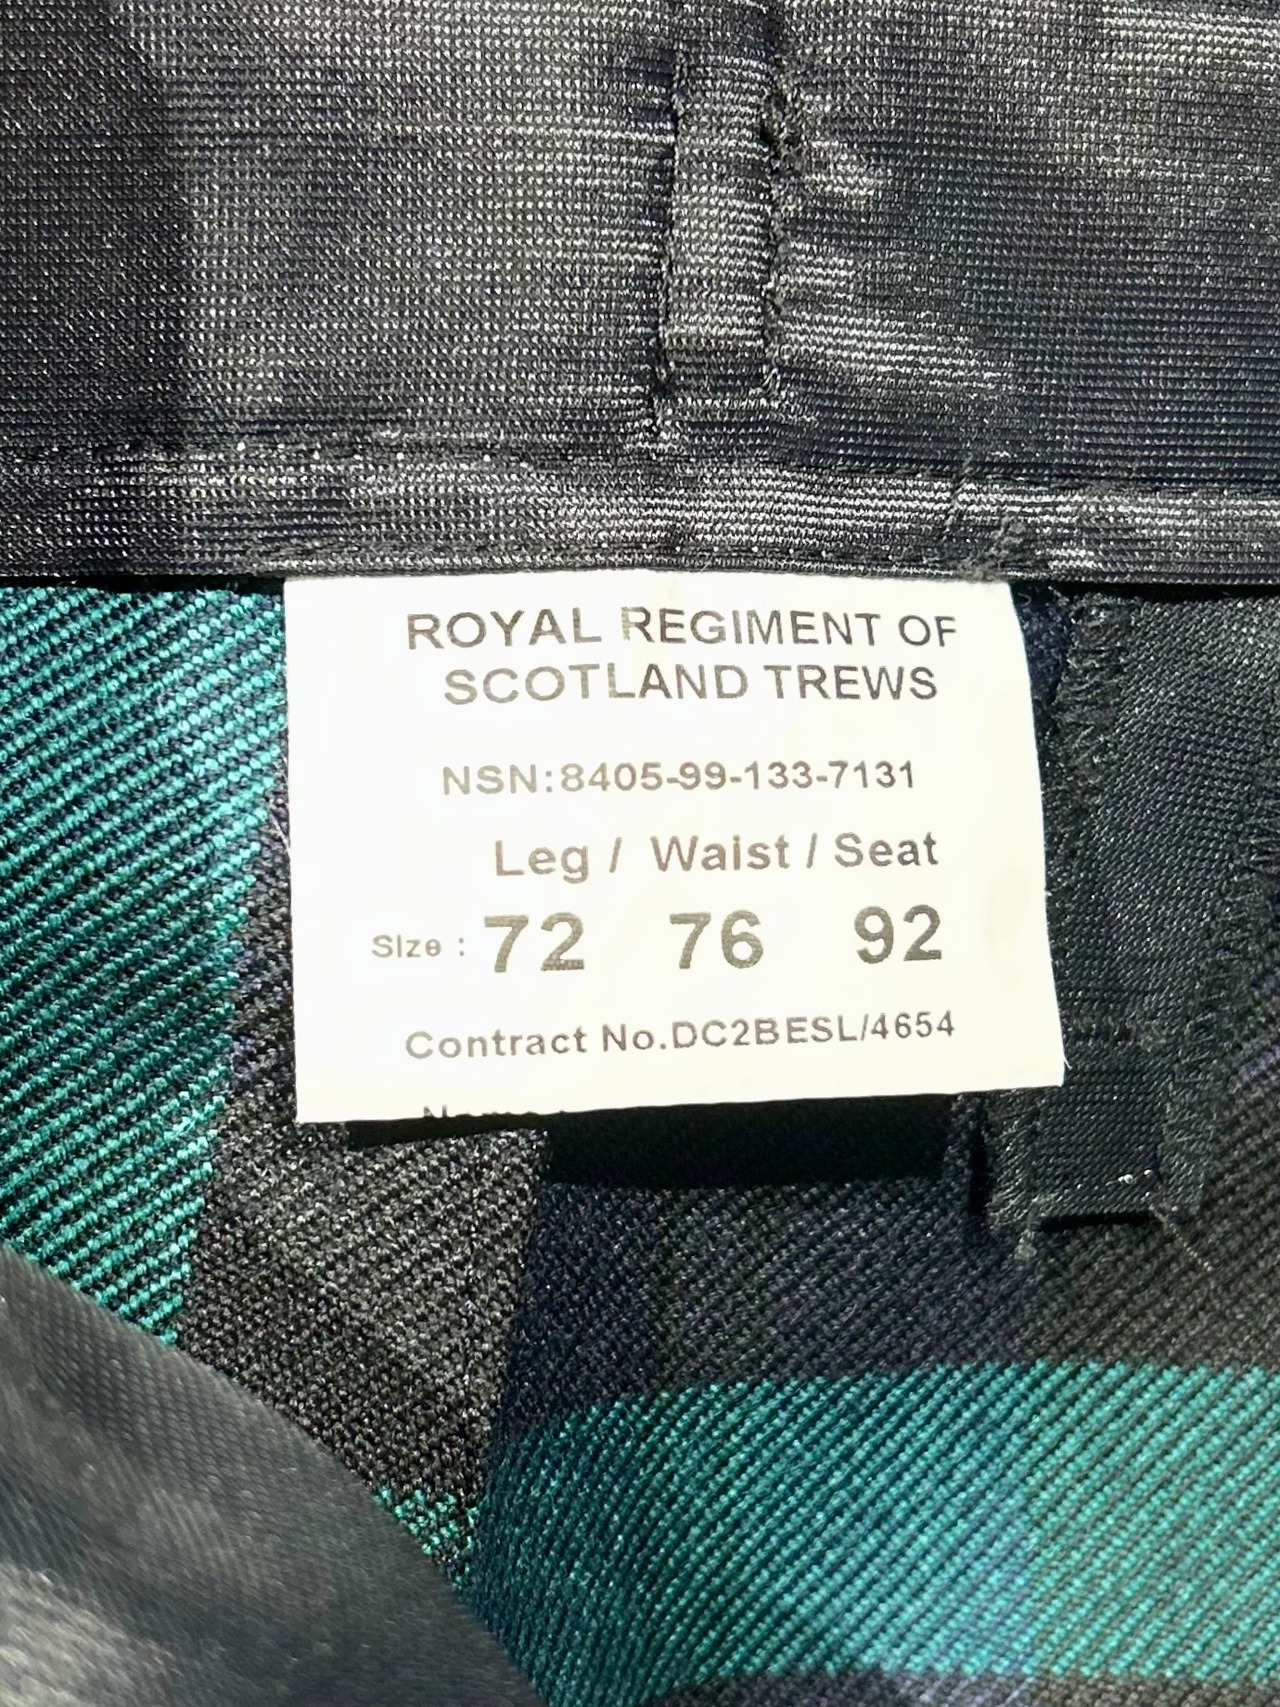 ROYAL REGIMENT OF
SCOTLAND TREWS
NSN:8405-99-133-7131
Leg / Waist / Seat
Size : 72 76 92
Contract No.DC2BESL/4654